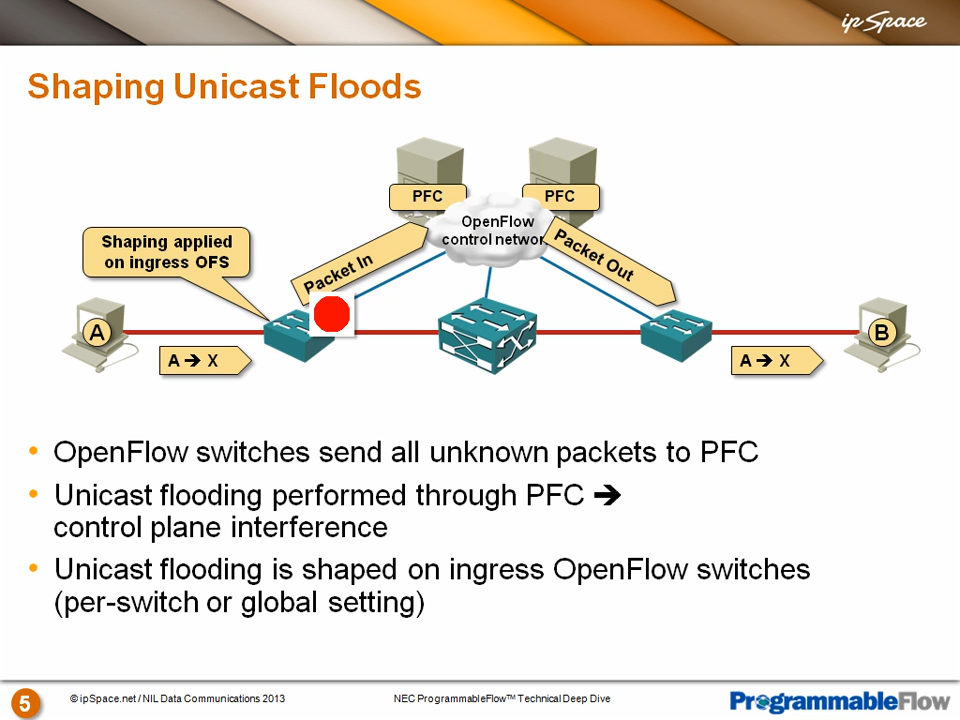 ipSpace
Shaping Unicast Floods
PFC
PFC
OpenFlow
control networ
Shaping applied
on ingress OFS
Packet In
Packet Out
A
B
A ➔ X
A ➔ X
• OpenFlow switches send all unknown packets to PFC
• Unicast flooding performed through PFC ➔
control plane interference
• Unicast flooding is shaped on ingress OpenFlow switches
(per-switch or global setting)
5
© ipSpace.net / NIL Data Communications 2013
NEC ProgrammableFlow™ Technical Deep Dive
ProgrammableFlow